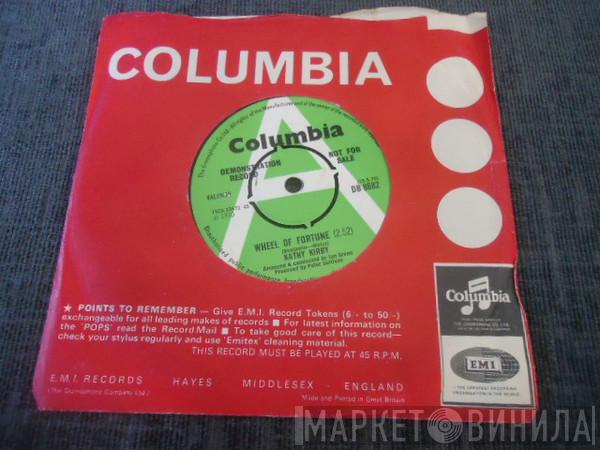 COLUMBIA
Columbia
DEMONSTRATION
RECORD
NOT FOR
SALE
DB 8682
WHEEL OF FORTUNE (2.52)
KATHY KIRBY
Produced by Peter Sullivan
★ POINTS TO REMEMBER — Give E.M.I. Record Tokens (6/- to 50/-)
exchangeable for all leading makes of records ■ For latest information on
the 'POPS' read the Record Mail ■ To take good care of this record—
check your stylus regularly and use 'Emitex' cleaning material.
THIS RECORD MUST BE PLAYED AT 45 R.P.M.
E.M.I. RECORDS HAYES MIDDLESEX · ENGLAND
(The Gramophone Company Ltd.)
Made and Printed in Great Britain
Columbia
EMI
МАРКЕТ ВИНИЛА